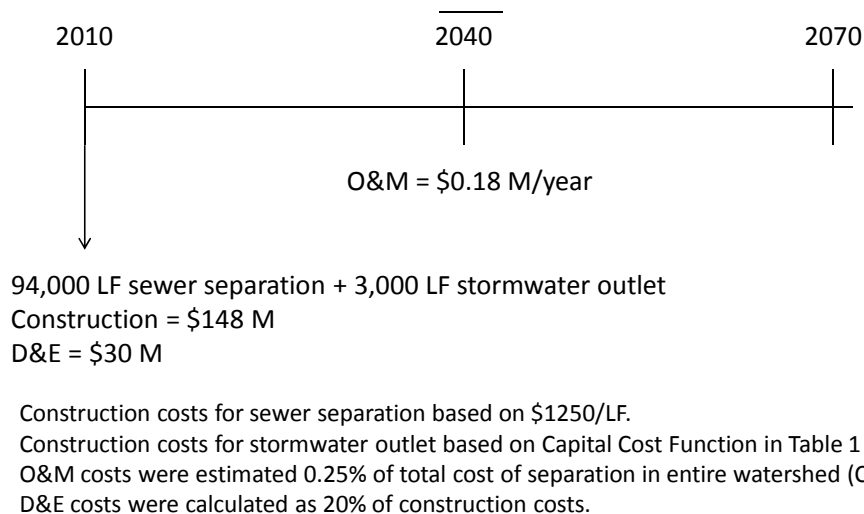 2010 2040 2070
O&M = $0.18 M/year
94,000 LF sewer separation + 3,000 LF stormwater outlet
Construction = $148 M
D&E = $30 M
Construction costs for sewer separation based on $1250/LF.
Construction costs for stormwater outlet based on Capital Cost Function in Table 1
O&M costs were estimated 0.25% of total cost of separation in entire watershed (
D&E costs were calculated as 20% of construction costs.